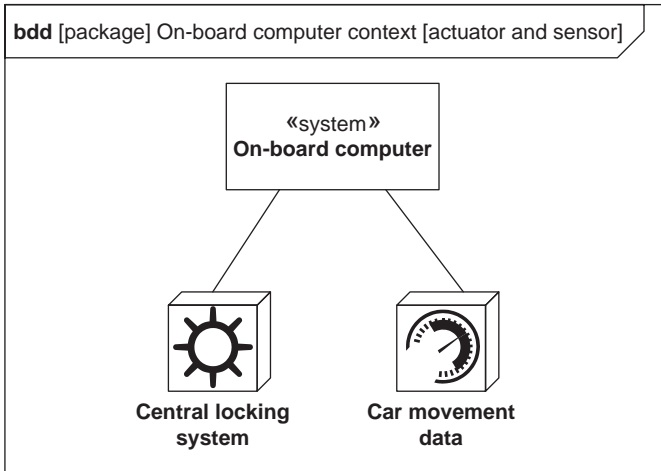 bdd [package] On-board computer context [actuator and sensor]
«system»
On-board computer
Central locking
system
Car movement
data